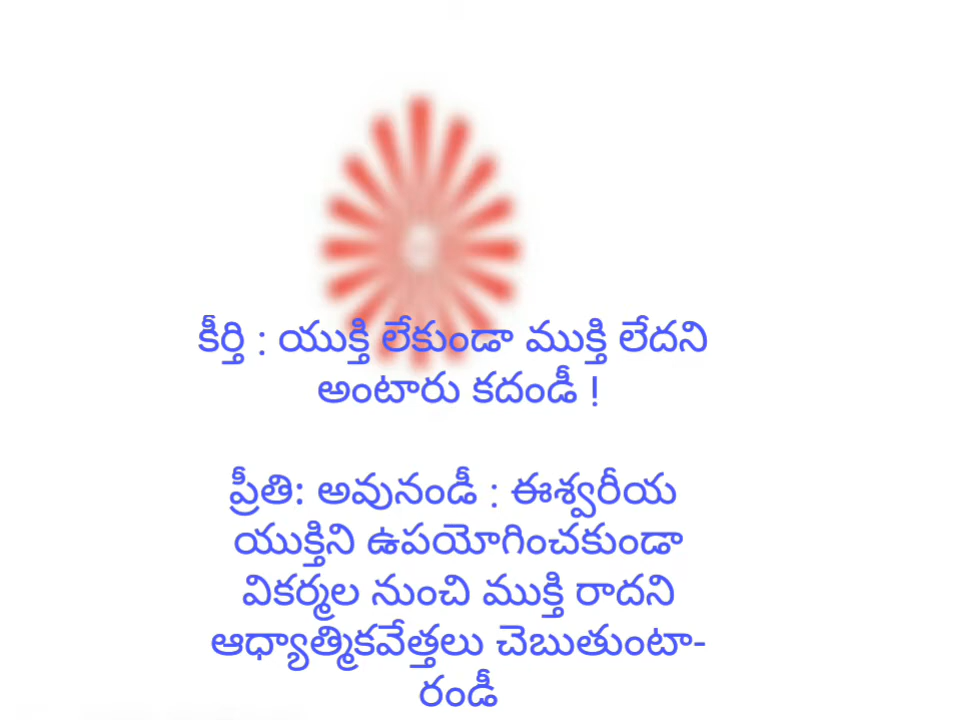 కీర్తి : యుక్తి లేకుండా ముక్తి లేదని
అంటారు కదండీ !
ప్రీతి: అవునండీ : ఈశ్వరీయ
యుక్తిని ఉపయోగించకుండా
వికర్మల నుంచి ముక్తి రాదని
ఆధ్యాత్మికవేత్తలు చెబుతుంటా-
రండీ